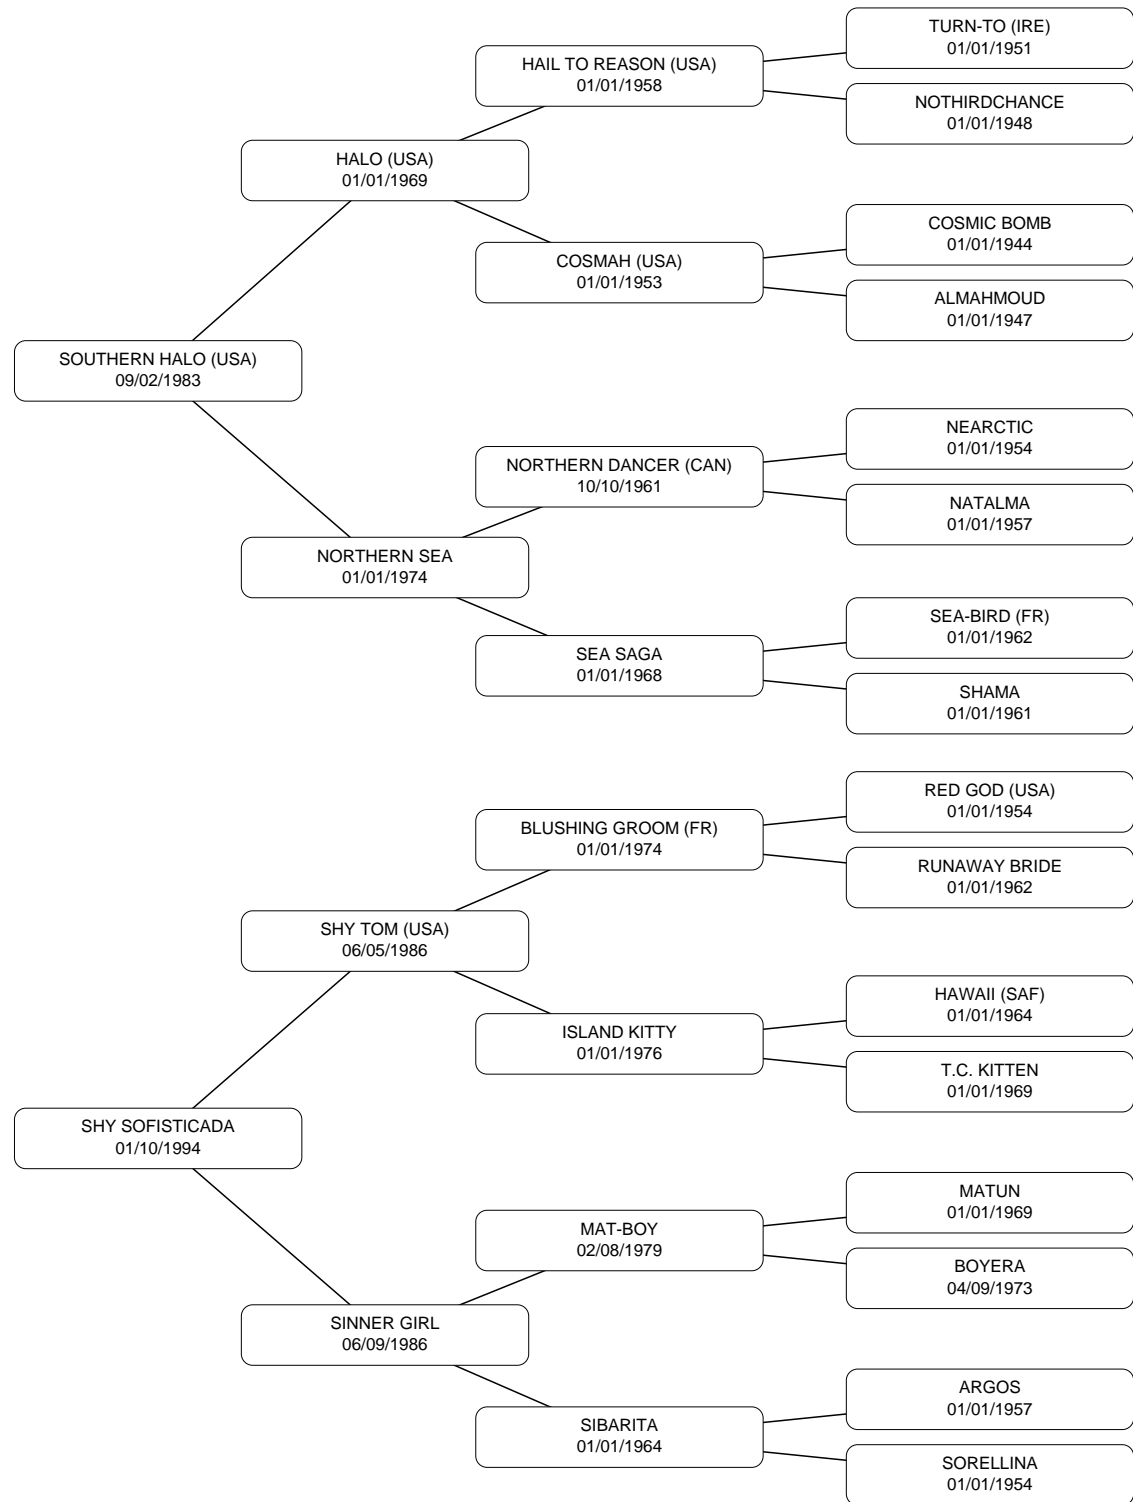 TURN-TO (IRE)
01/01/1951
HAIL TO REASON (USA)
01/01/1958
NOTHIRDCHANCE
01/01/1948
HALO (USA)
01/01/1969
COSMIC BOMB
01/01/1944
COSMAH (USA)
01/01/1953
ALMAHMOUD
01/01/1947
SOUTHERN HALO (USA)
09/02/1983
NEARCTIC
01/01/1954
NORTHERN DANCER (CAN)
10/10/1961
NATALMA
01/01/1957
NORTHERN SEA
01/01/1974
SEA-BIRD (FR)
01/01/1962
SEA SAGA
01/01/1968
SHAMA
01/01/1961
RED GOD (USA)
01/01/1954
BLUSHING GROOM (FR)
01/01/1974
RUNAWAY BRIDE
01/01/1962
SHY TOM (USA)
06/05/1986
HAWAII (SAF)
01/01/1964
ISLAND KITTY
01/01/1976
T.C. KITTEN
01/01/1969
SHY SOFISTICADA
01/10/1994
MATUN
01/01/1969
MAT-BOY
02/08/1979
BOYERA
04/09/1973
SINNER GIRL
06/09/1986
ARGOS
01/01/1957
SIBARITA
01/01/1964
SORELLINA
01/01/1954